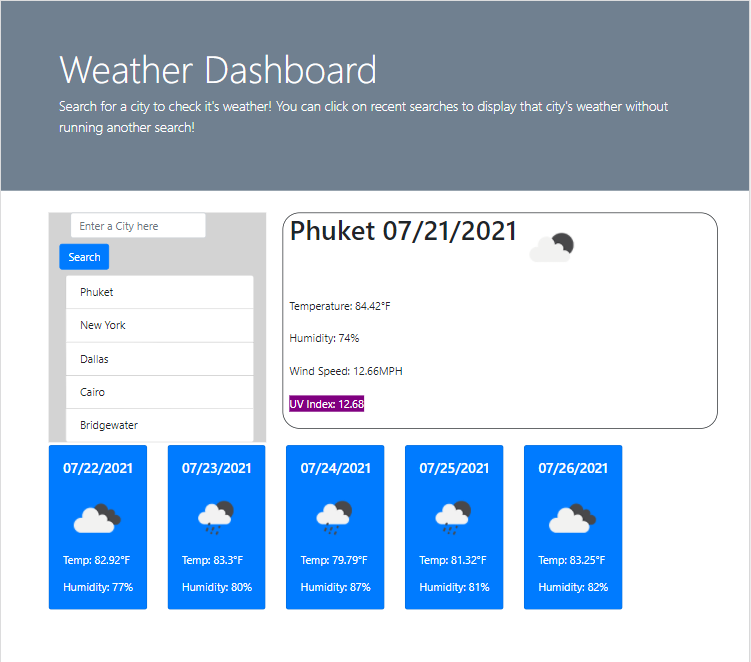 Weather Dashboard
Search for a city to check it's weather! You can click on recent searches to display that city's weather without
running another search!
Enter a City here
Search
Phuket
New York
Dallas
Cairo
Bridgewater
Phuket 07/21/2021
Temperature: 84.42°F
Humidity: 74%
Wind Speed: 12.66MPH
UV Index: 12.68
07/22/2021
Temp: 82.92°F
Humidity: 77%
07/23/2021
Temp: 83.3°F
Humidity: 80%
07/24/2021
Temp: 79.79°F
Humidity: 87%
07/25/2021
Temp: 81.32°F
Humidity: 81%
07/26/2021
Temp: 83.25°F
Humidity: 82%